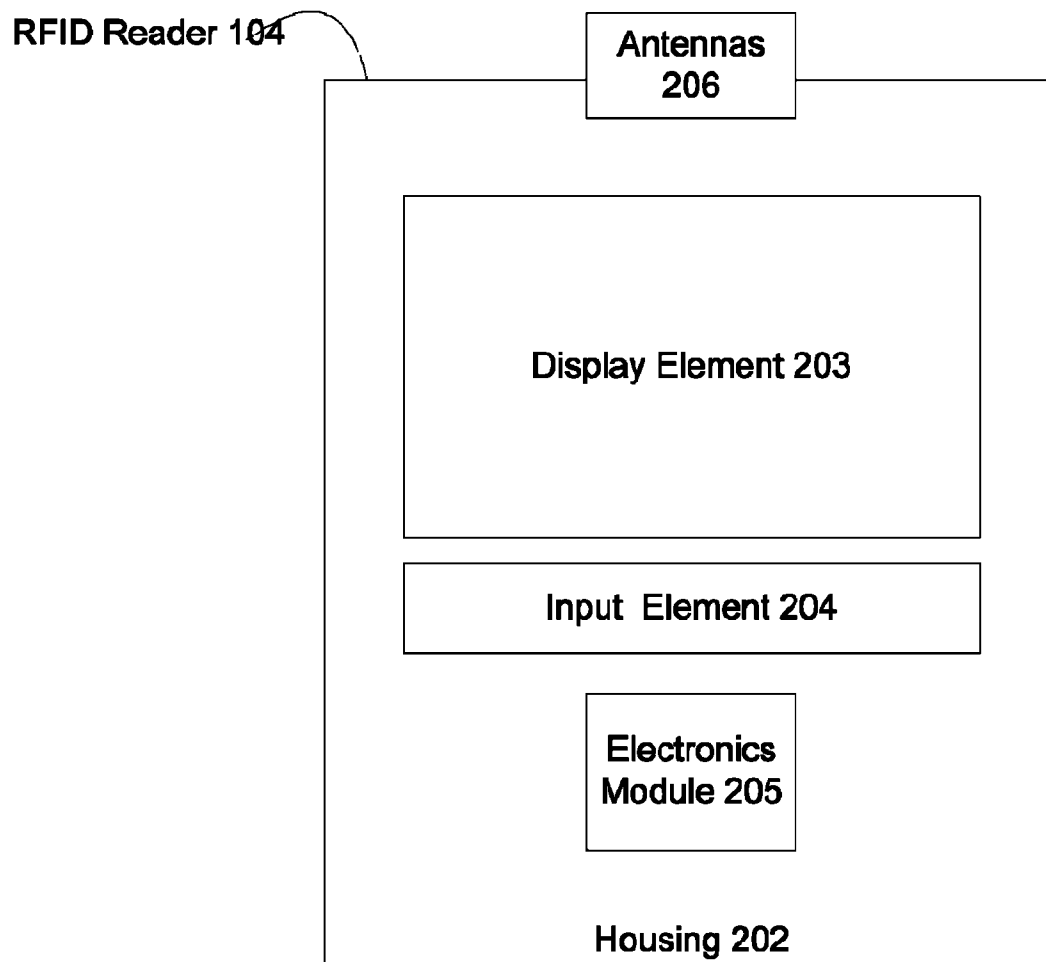 RFID Reader 104
Antennas
206
Display Element 203
Input Element 204
Electronics
Module 205
Housing 202